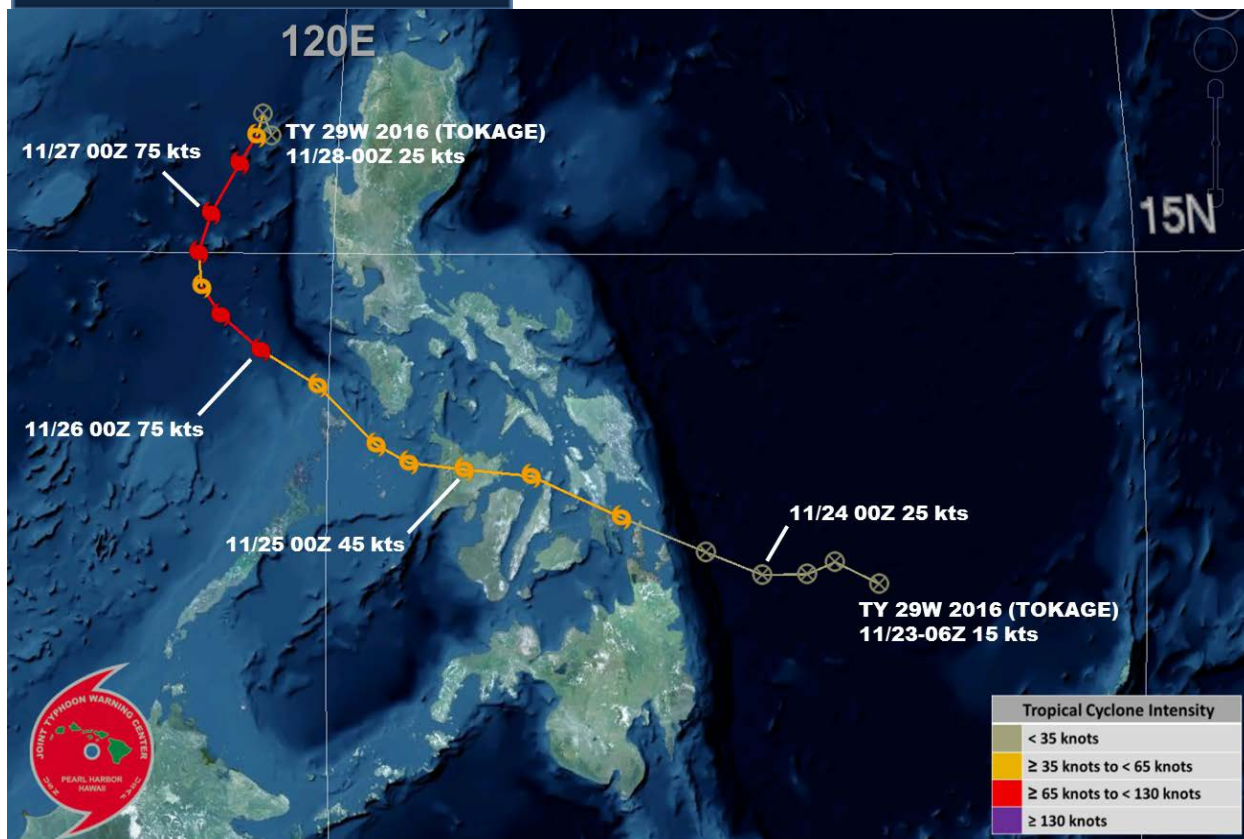 120E
TY 29W 2016 (TOKAGE)
11/28-00Z 25 kts
11/27 00Z 75 kts
15N
11/26 00Z 75 kts
11/25 00Z 45 kts
11/24 00Z 25 kts
TY 29W 2016 (TOKAGE)
11/23-06Z 15 kts
JOINT TYPHOON WARNING CENTER
PEARL HARBOR
HAWAII
Tropical Cyclone Intensity
< 35 knots
≥ 35 knots to < 65 knots
≥ 65 knots to < 130 knots
≥ 130 knots